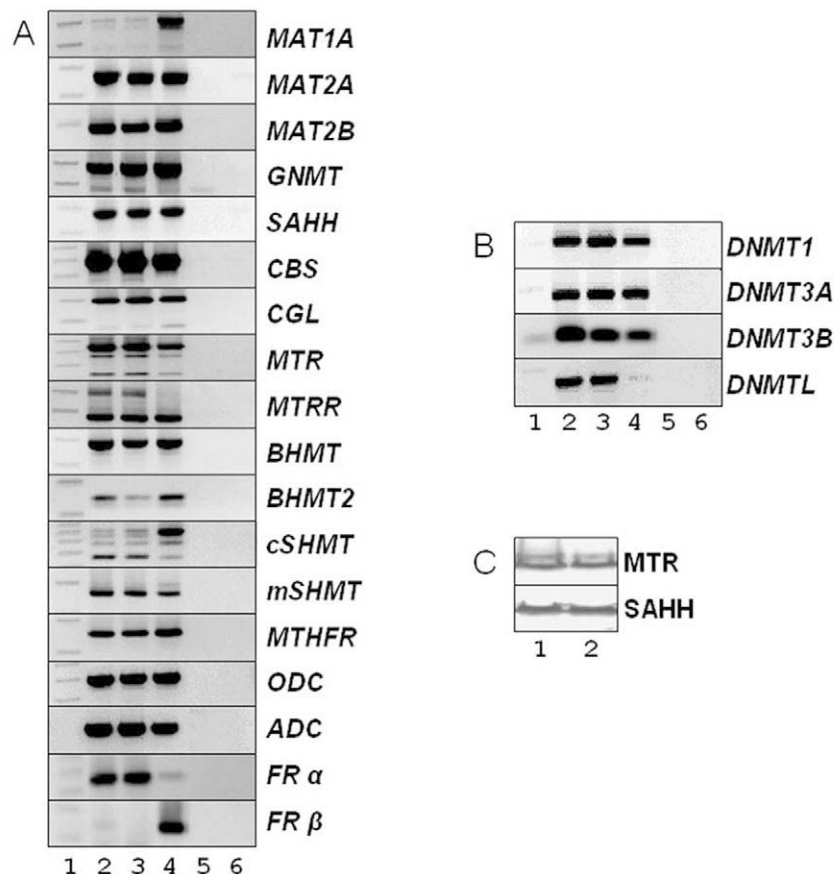 A
MAT1A
MAT2A
MAT2B
GNMT
SAHH
CBS
CGL
MTR
MTRR
BHMT
BHMT2
cSHMT
mSHMT
MTHFR
ODC
ADC
FR α
FR β
1 2 3 4 5 6
B
DNMT1
DNMT3A
DNMT3B
DNMTL
1 2 3 4 5 6
C
MTR
SAHH
1 2